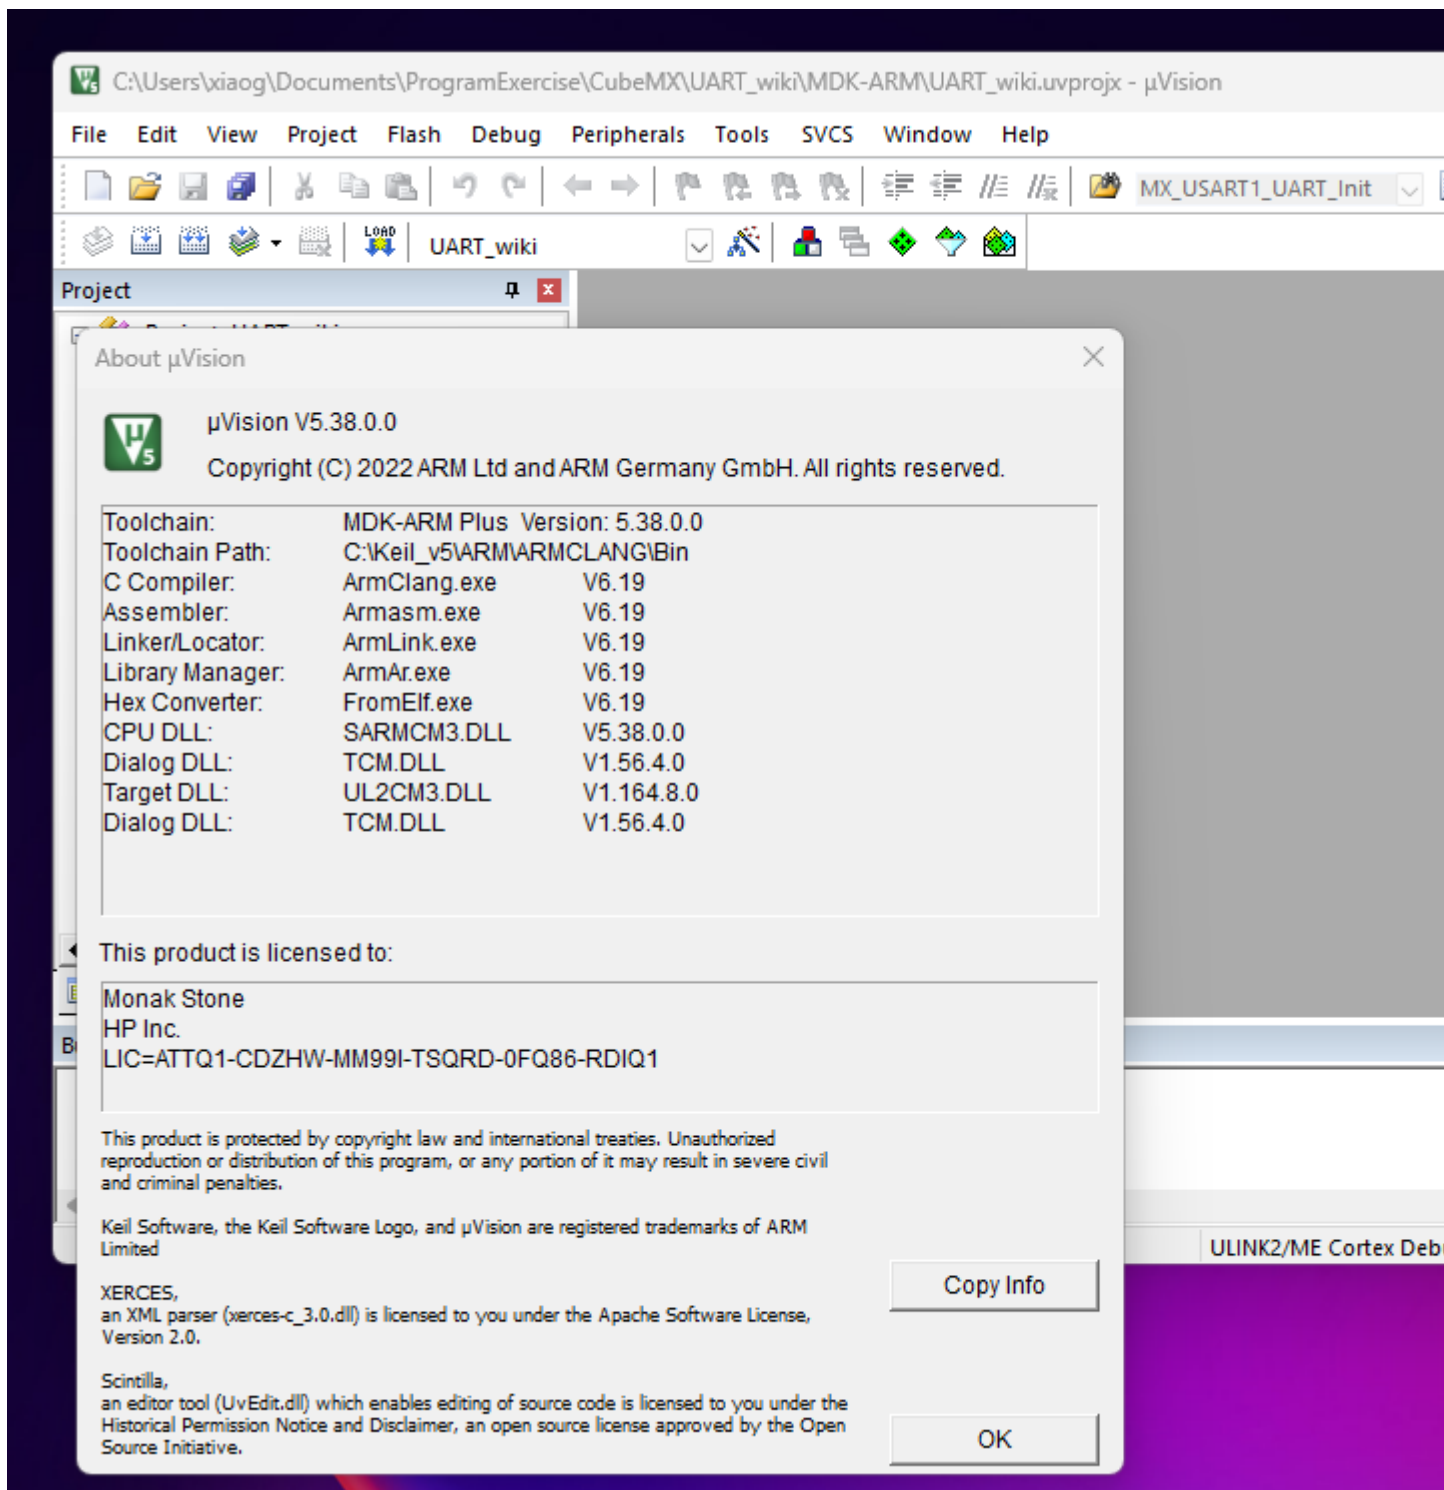 C:\Users\xiaog\Documents\ProgramExercise\CubeMX\UART_wiki\MDK-ARM\UART_wiki.uvprojx - µVision
File Edit View Project Flash Debug Peripherals Tools SVCS Window Help
MX_USART1_UART_Init
LOAD UART_wiki
Project
About µVision
µVision V5.38.0.0
Copyright (C) 2022 ARM Ltd and ARM Germany GmbH. All rights reserved.
Toolchain: MDK-ARM Plus Version: 5.38.0.0
Toolchain Path: C:\Keil_v5\ARM\ARMCLANG\Bin
C Compiler: ArmClang.exe V6.19
Assembler: Armasm.exe V6.19
Linker/Locator: ArmLink.exe V6.19
Library Manager: ArmAr.exe V6.19
Hex Converter: FromElf.exe V6.19
CPU DLL: SARMCM3.DLL V5.38.0.0
Dialog DLL: TCM.DLL V1.56.4.0
Target DLL: UL2CM3.DLL V1.164.8.0
Dialog DLL: TCM.DLL V1.56.4.0
This product is licensed to:
Monak Stone
HP Inc.
LIC=ATTQ1-CDZHW-MM99I-TSQRD-0FQ86-RDIQ1
This product is protected by copyright law and international treaties. Unauthorized
reproduction or distribution of this program, or any portion of it may result in severe civil
and criminal penalties.
Keil Software, the Keil Software Logo, and µVision are registered trademarks of ARM
Limited
XERCES,
an XML parser (xerces-c_3.0.dll) is licensed to you under the Apache Software License,
Version 2.0.
Scintilla,
an editor tool (UvEdit.dll) which enables editing of source code is licensed to you under the
Historical Permission Notice and Disclaimer, an open source license approved by the Open
Source Initiative.
Copy Info
OK
ULINK2/ME Cortex Deb